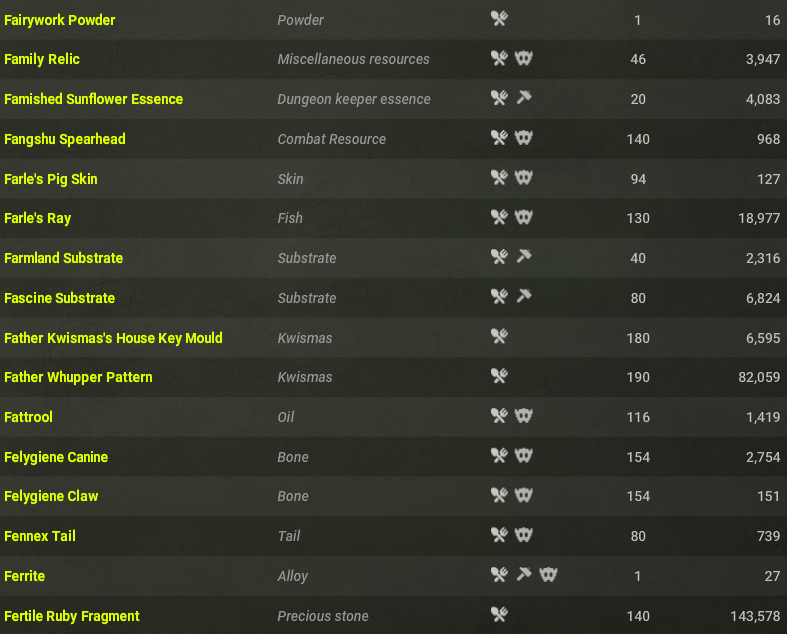 Fairywork Powder Powder 1 16
Family Relic Miscellaneous resources 46 3,947
Famished Sunflower Essence Dungeon keeper essence 20 4,083
Fangshu Spearhead Combat Resource 140 968
Farle's Pig Skin Skin 94 127
Farle's Ray Fish 130 18,977
Farmland Substrate Substrate 40 2,316
Fascine Substrate Substrate 80 6,824
Father Kwismas's House Key Mould Kwismas 180 6,595
Father Whupper Pattern Kwismas 190 82,059
Fattrool Oil 116 1,419
Felygiene Canine Bone 154 2,754
Felygiene Claw Bone 154 151
Fennex Tail Tail 80 739
Ferrite Alloy 1 27
Fertile Ruby Fragment Precious stone 140 143,578